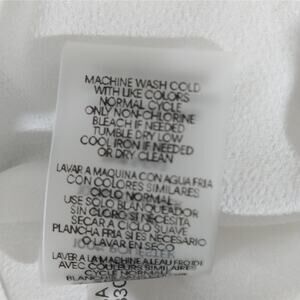 MACHINE WASH COLD
WITH LIKE COLORS
NORMAL CYCLE
ONLY NON-CHLORINE
BLEACH IF NEEDED
TUMBLE DRY LOW
COOL IRON IF NEEDED
OR DRY CLEAN
LAVAR A MAQUINA CON AGUA FRIA
CON COLORES SIMILARES
CICLO NORMAL
USE SOLO BLANQUEADOR
SIN CLORO SI NECESITA
SECAR A CICLO SUAVE
PLANCHA FRIA SI ES NECESARIO
O LAVAR EN SECO
LAVER A LA MACHINE A L'EAU FROIDE
AVEC COULEURS SIMILAIRES
CYCLE NORMAL